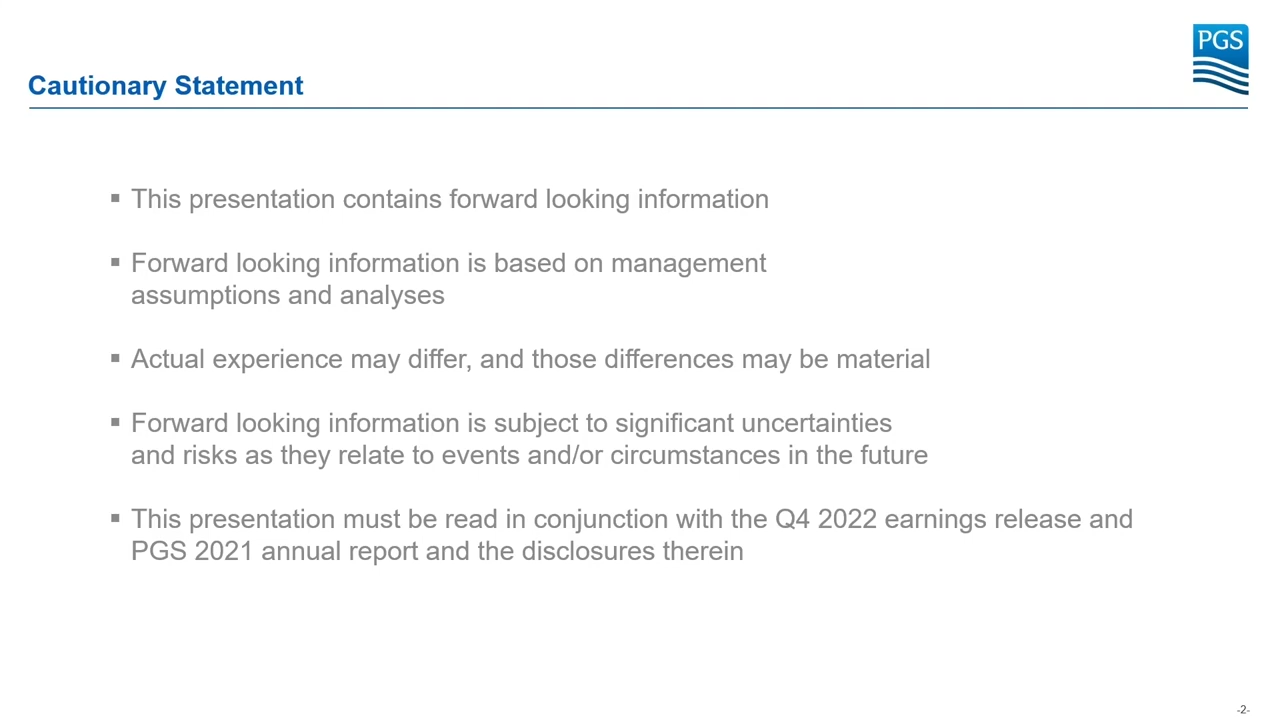 PGS
Cautionary Statement
▪ This presentation contains forward looking information
▪ Forward looking information is based on management
assumptions and analyses
▪ Actual experience may differ, and those differences may be material
▪ Forward looking information is subject to significant uncertainties
and risks as they relate to events and/or circumstances in the future
▪ This presentation must be read in conjunction with the Q4 2022 earnings release and
PGS 2021 annual report and the disclosures therein
-2-